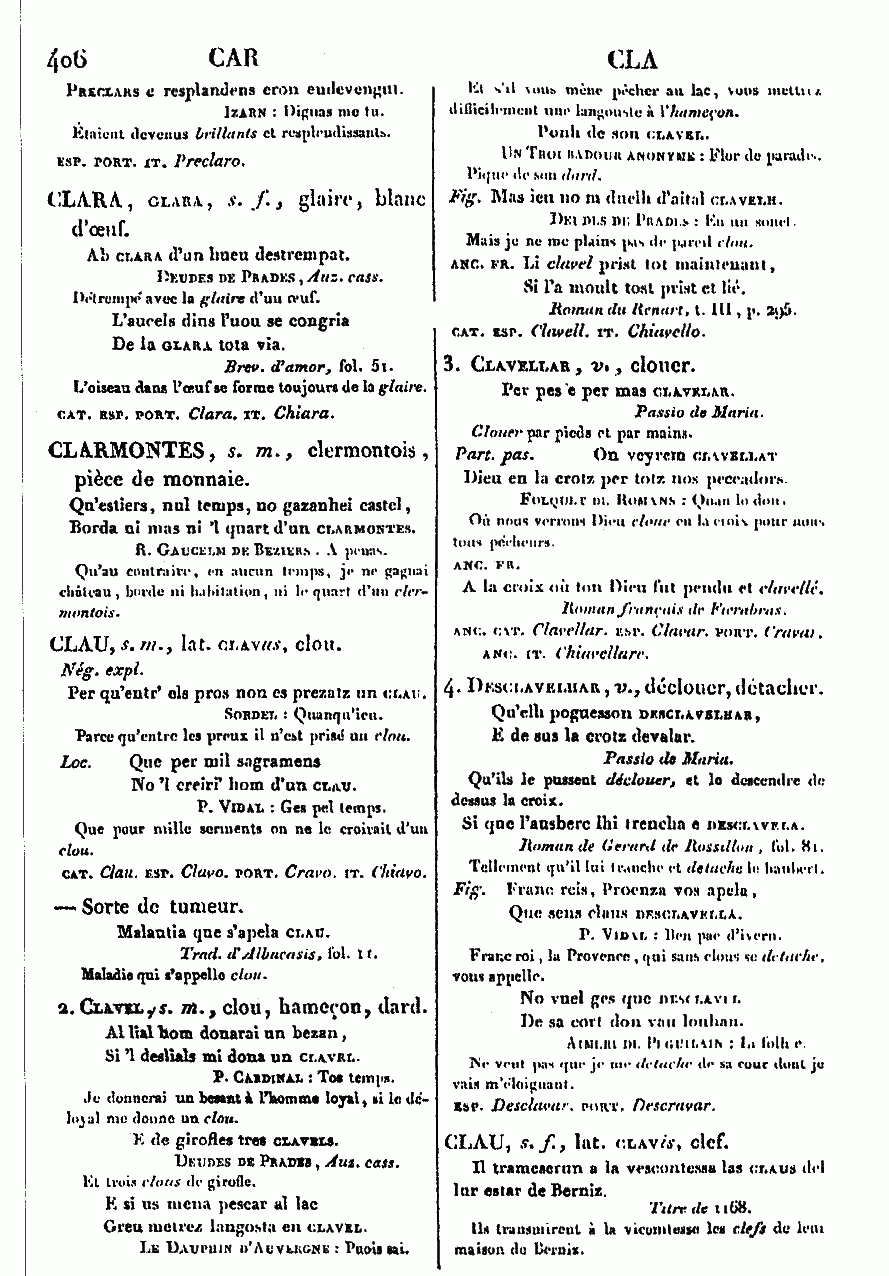 406 CAR CLA
PRECLARS e resplandens eron endevengut.
IZARN : Diguas me tu.
Étaient devenus brillants et resplendissants.
ESP. PORT. IT. Preclaro.
CLARA, GLARA, s. f., glaire, blanc
d'œuf.
Ab CLARA d'un hueu destrempat.
DEUDES DE PRADES, Auz. cass.
Détrempé avec la glaire d'un œuf.
L'aucels dins l'uou se congria
De la GLARA tota via.
Brev. d'amor, fol. 51.
L'oiseau dans l'œuf se forme toujours de la glaire.
CAT. ESP. PORT. Clara. IT. Chiara.
CLARMONTES, s. m., clermontois,
pièce de monnaie.
Qu'estiers, nul temps, no gazanhei castel,
Borda ni mas ni 'l quart d'un CLARMONTES.
R. GAUCELM DE BEZIERS. A penas.
Qu'au contraire, en aucun temps, je ne gagnai
château, borde ni habitation, ni le quart d'un cler-
montois.
CLAU, s. m., lat. CLAVus, clou.
Nég. expl.
Per qu'entr' els pros non es prezatz un CLAU.
SORDEL : Quanqu'ieu.
Parce qu'entre les preux il n'est prisé un clou.
Loc. Que per mil sagramens
No 'l creiri' hom d'un CLAU.
P. VIDAL : Ges pel temps.
Que pour mille serments on ne le croirait d'un
clou.
CAT. Clau. ESP. Clavo. PORT. Cravo. IT. Chiavo.
— Sorte de tumeur.
Malautia que s'apela CLAU.
Trad. d'Albucasis, fol. 11.
Maladie qui s'appelle clou.
2. CLAVEL, s. m., clou, hameçon, dard.
Al lial hom donarai un bezan,
Si 'l deslials mi dona un CLAVEL.
P. CARDINAL : Tos temps.
Je donnerai un besant à l'homme loyal, si le dé-
loyal me donne un clou.
E de girofles tres CLAVELS.
DEUDES DE PRADES, Auz. cass.
Et trois clous de girofle.
E si us mena pescar al lac
Greu metrez langosta en CLAVEL.
LE DAUPHIN D'AUVERGNE : Puois sai.
Et s'il vous mène pêcher au lac, vous mettrez
difficilement une langouste à l'hameçon.
Ponh de son CLAVEL.
UN TROUBADOUR ANONYME : Flor de paradis.
Pique de son dard.
Fig. Mas ieu no m duelh d'aital CLAVELH.
DEUDES DE PRADES : En un sonet.
Mais je ne me plains pas de pareil clou.
ANC. FR. Li clavel prist tot maintenant,
Si l'a moult tost prist et lié.
Roman du Renart, t. III, p. 295.
CAT. ESP. Clavell. IT. Chiavello.
3. CLAVELLAR, v., clouer.
Per pes e per mas CLAVELAR.
Passio de Maria.
Clouer par pieds et par mains.
Part. pas. On veyrem CLAVELLAT
Dieu en la crotz per totz nos peccadors.
FOLQUET DE ROMANS : Quan lo dous.
Où nous verrons Dieu cloué en la croix pour nous
tous pécheurs.
ANC. FR.
A la croix où ton Dieu fut pendu et clavellé.
Roman français de Fierabras.
ANC. CAT. Clavellar. ESP. Clavar. PORT. Cravar.
ANC. IT. Chiavellare.
4. DESCLAVELHAR, v., déclouer, détacher.
Qu'elh poguesson DESCLAVELHAR,
E de sus la crotz devalar.
Passio de Maria.
Qu'ils le pussent déclouer, et le descendre de
dessus la croix.
Si que l'ausberc lhi trencha e DESCLAVELA.
Roman de Gerard de Rossillon, fol. 81.
Tellement qu'il lui tranche et detache le haubert.
Fig. Franc reis, Proenza vos apela,
Que sens claus DESCLAVELLA.
P. VIDAL : Ben pac d'ivern.
Franc roi, la Provence, qui sans clous se detache,
vous appelle.
No vuel ges que DESCLAVEL
De sa cort don vau lonhan.
AIMERI DE PEGUILAIN : La folh e.
Ne veut pas que je me detache de sa cour dont je
vais m'éloignant.
ESP. Desclavar. PORT. Descravar.
CLAU, s. f., lat. CLAVis, clef.
Il trameserun a la vescontessa las CLAUS del
lur estar de Berniz.
Titre de 1168.
Ils transmirent à la vicomtesse les clefs de leur
maison de Bernix.